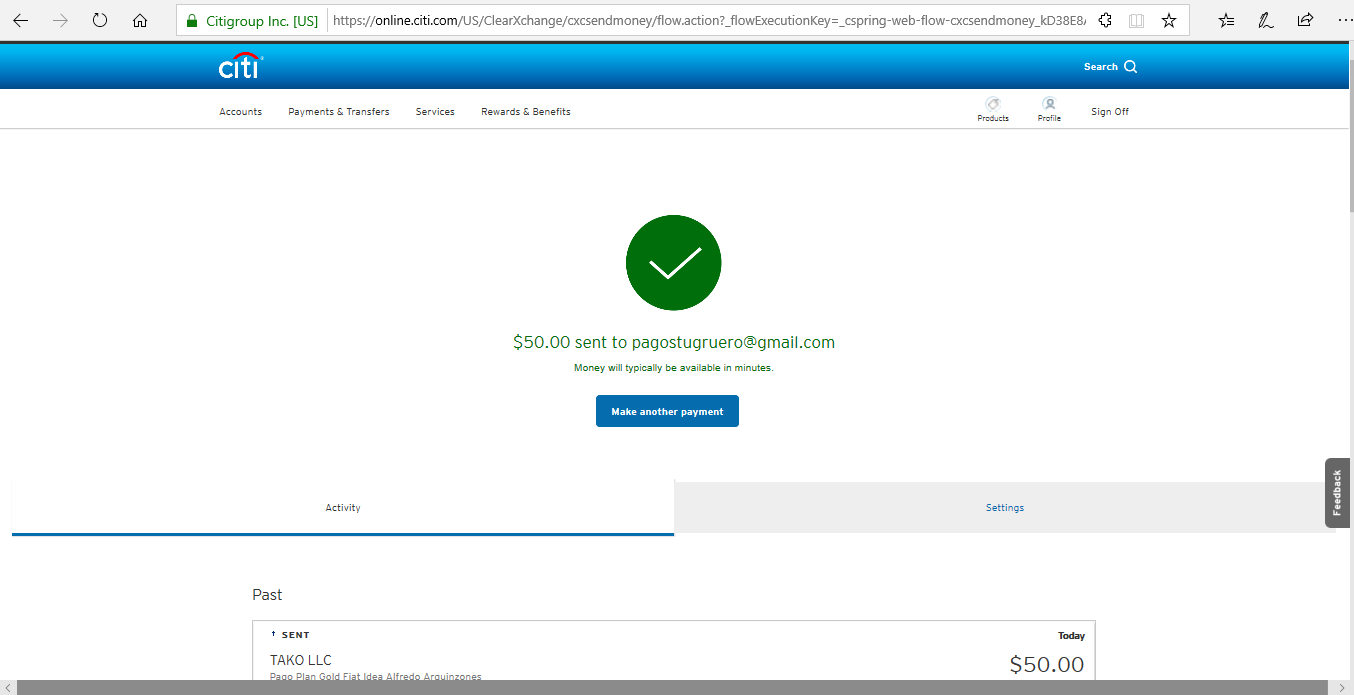 Citigroup Inc. [US]
https://online.citi.com/US/ClearXchange/cxcsendmoney/flow.action?_flowExecutionKey=_cspring-web-flow-cxcsendmoney_kD38E8
citi
Search
Accounts
Payments & Transfers
Services
Rewards & Benefits
Products
Profile
Sign Off
$50.00 sent to pagostugruero@gmail.com
Money will typically be available in minutes.
Make another payment
Feedback
Activity
Settings
Past
↑ SENT
Today
TAKO LLC
$50.00
Pago Plan Gold Fiat Idea Alfredo Arquinzones